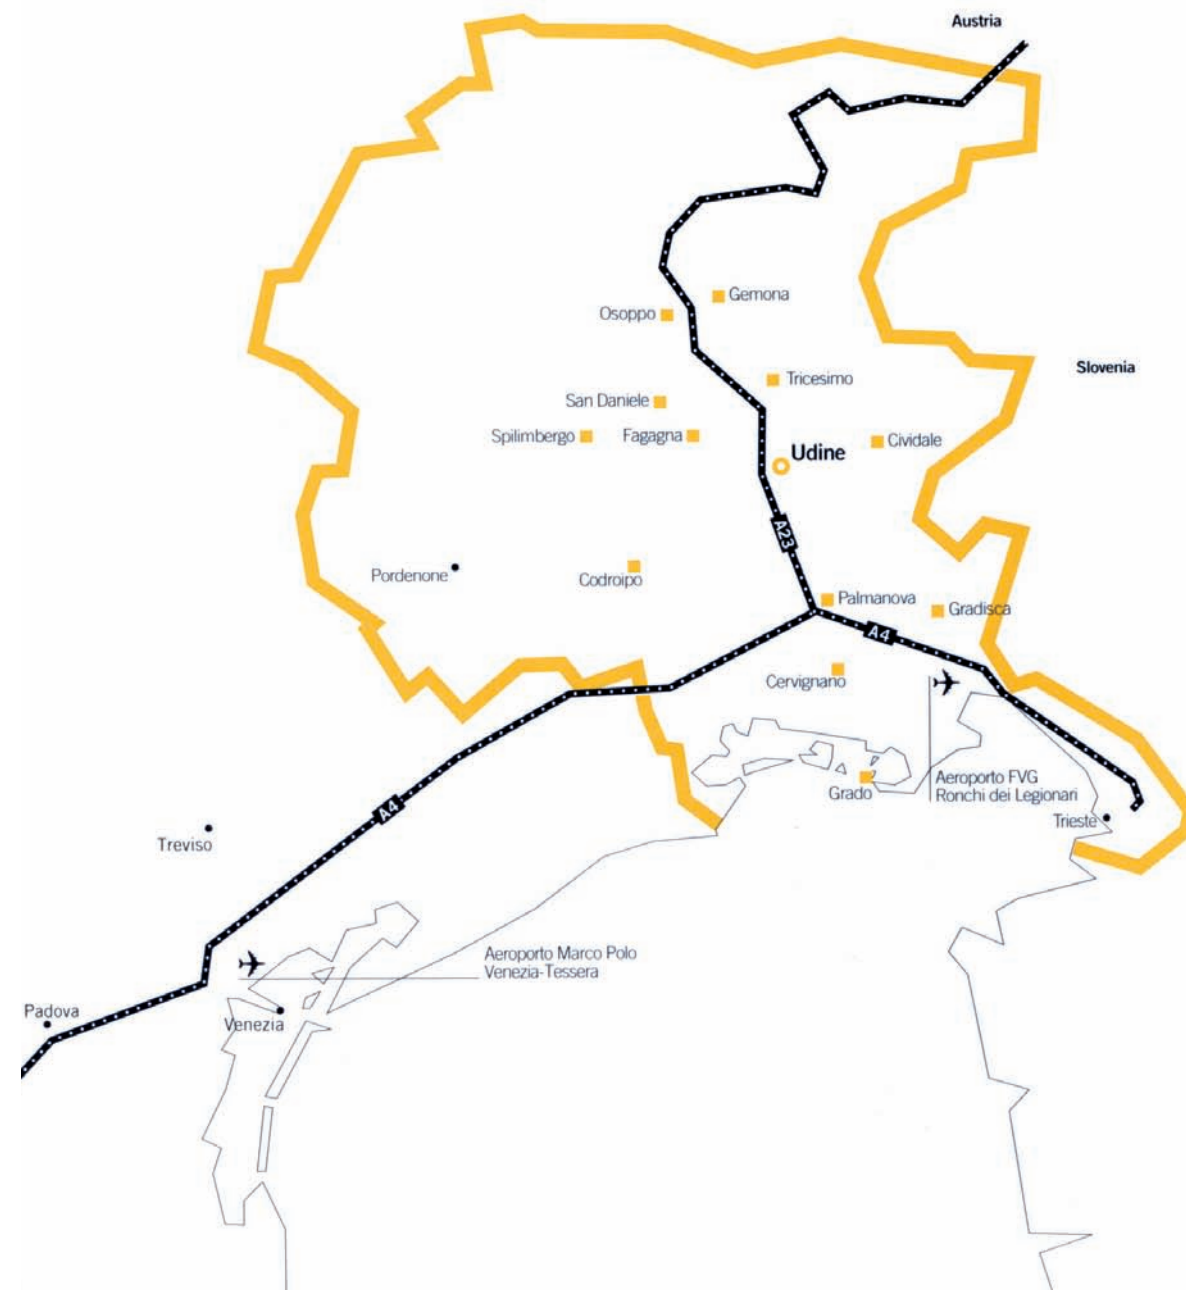 Austria
Gemona
Osoppo
Slovenia
Tricesimo
San Daniele
Spilimbergo
Fagagna
Cividale
Udine
A23
Pordenone
Codroipo
Palmanova
Gradisca
A4
Cervignano
Aeroporto FVG
Ronchi dei Legionari
Grado
A4
Trieste
Treviso
Aeroporto Marco Polo
Venezia-Tessera
Padova
Venezia